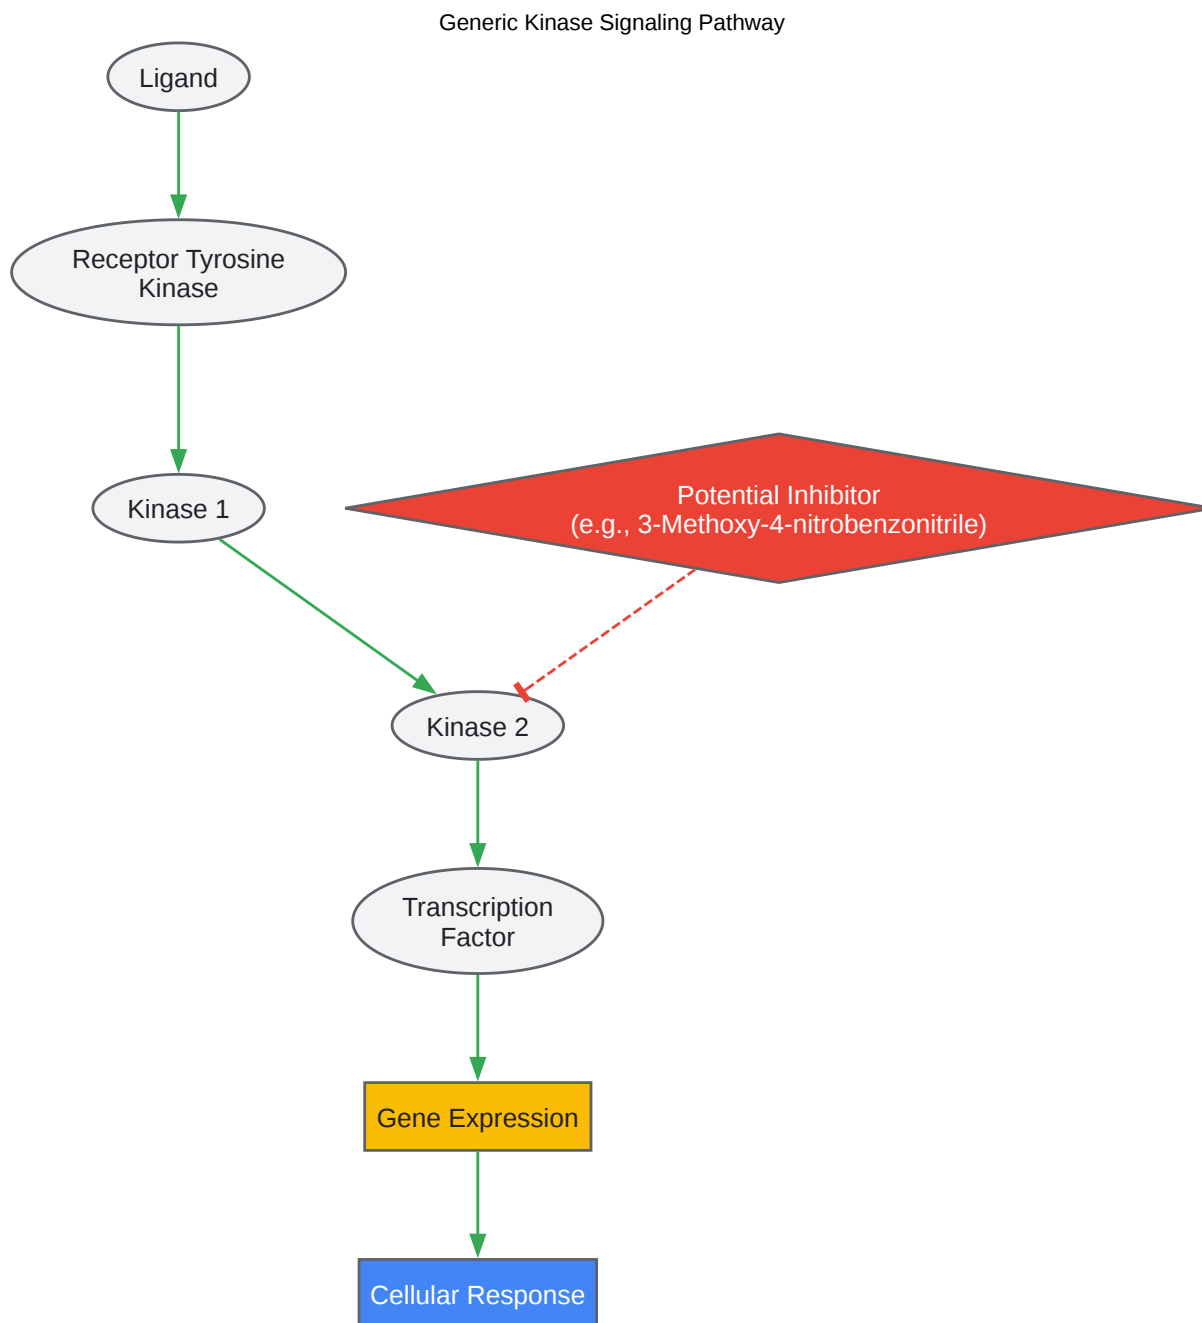 Generic Kinase Signaling Pathway
Ligand
Receptor Tyrosine
Kinase
Kinase 1
Potential Inhibitor
(e.g., 3-Methoxy-4-nitrobenzonitrile)
Kinase 2
Transcription
Factor
Gene Expression
Cellular Response